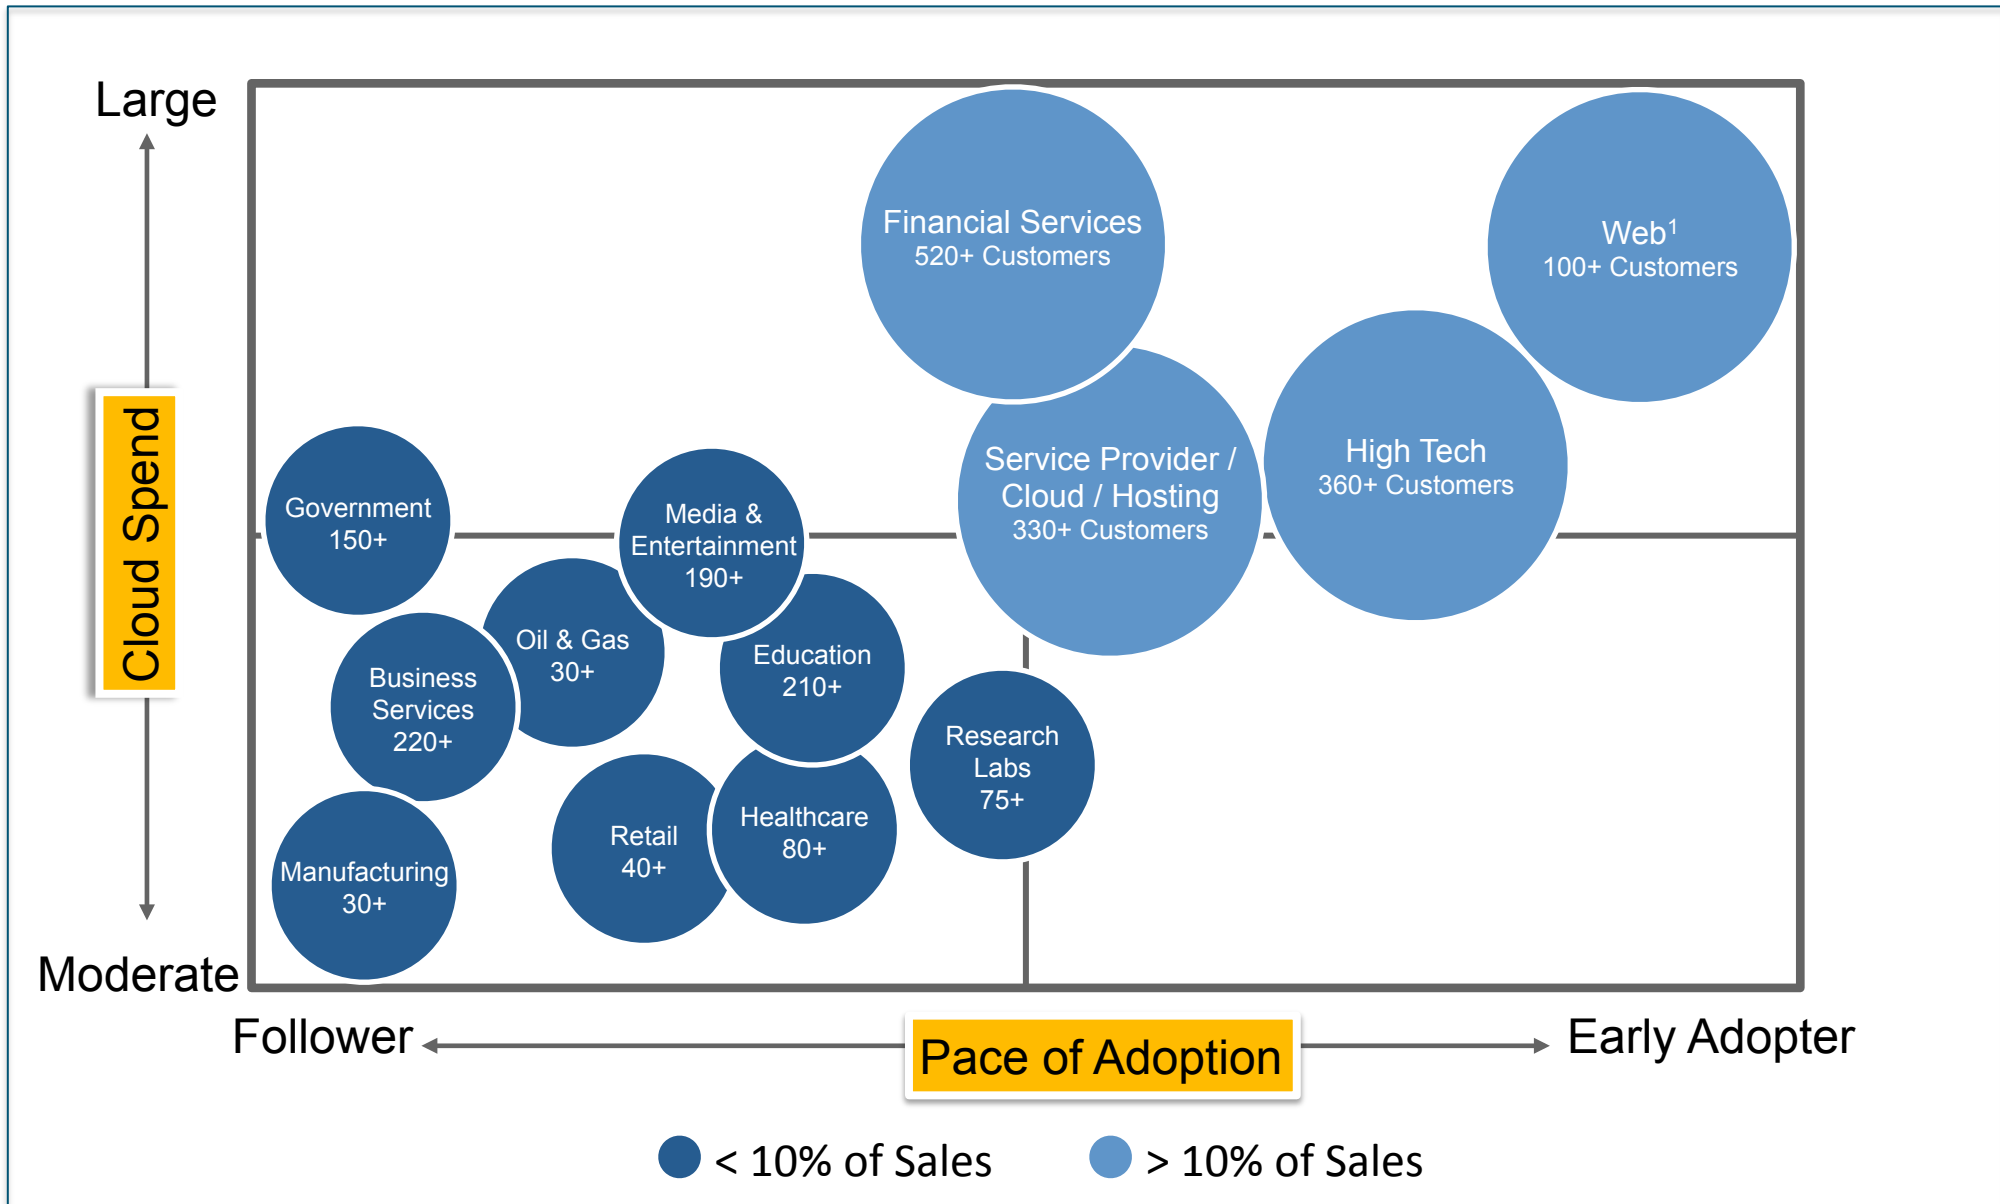 Large
Cloud Spend
Moderate
Financial Services
520+ Customers
Web¹
100+ Customers
Service Provider /
Cloud / Hosting
330+ Customers
High Tech
360+ Customers
Government
150+
Media &
Entertainment
190+
Oil & Gas
30+
Education
210+
Business
Services
220+
Research
Labs
75+
Retail
40+
Healthcare
80+
Manufacturing
30+
Follower
Pace of Adoption
Early Adopter
< 10% of Sales
> 10% of Sales